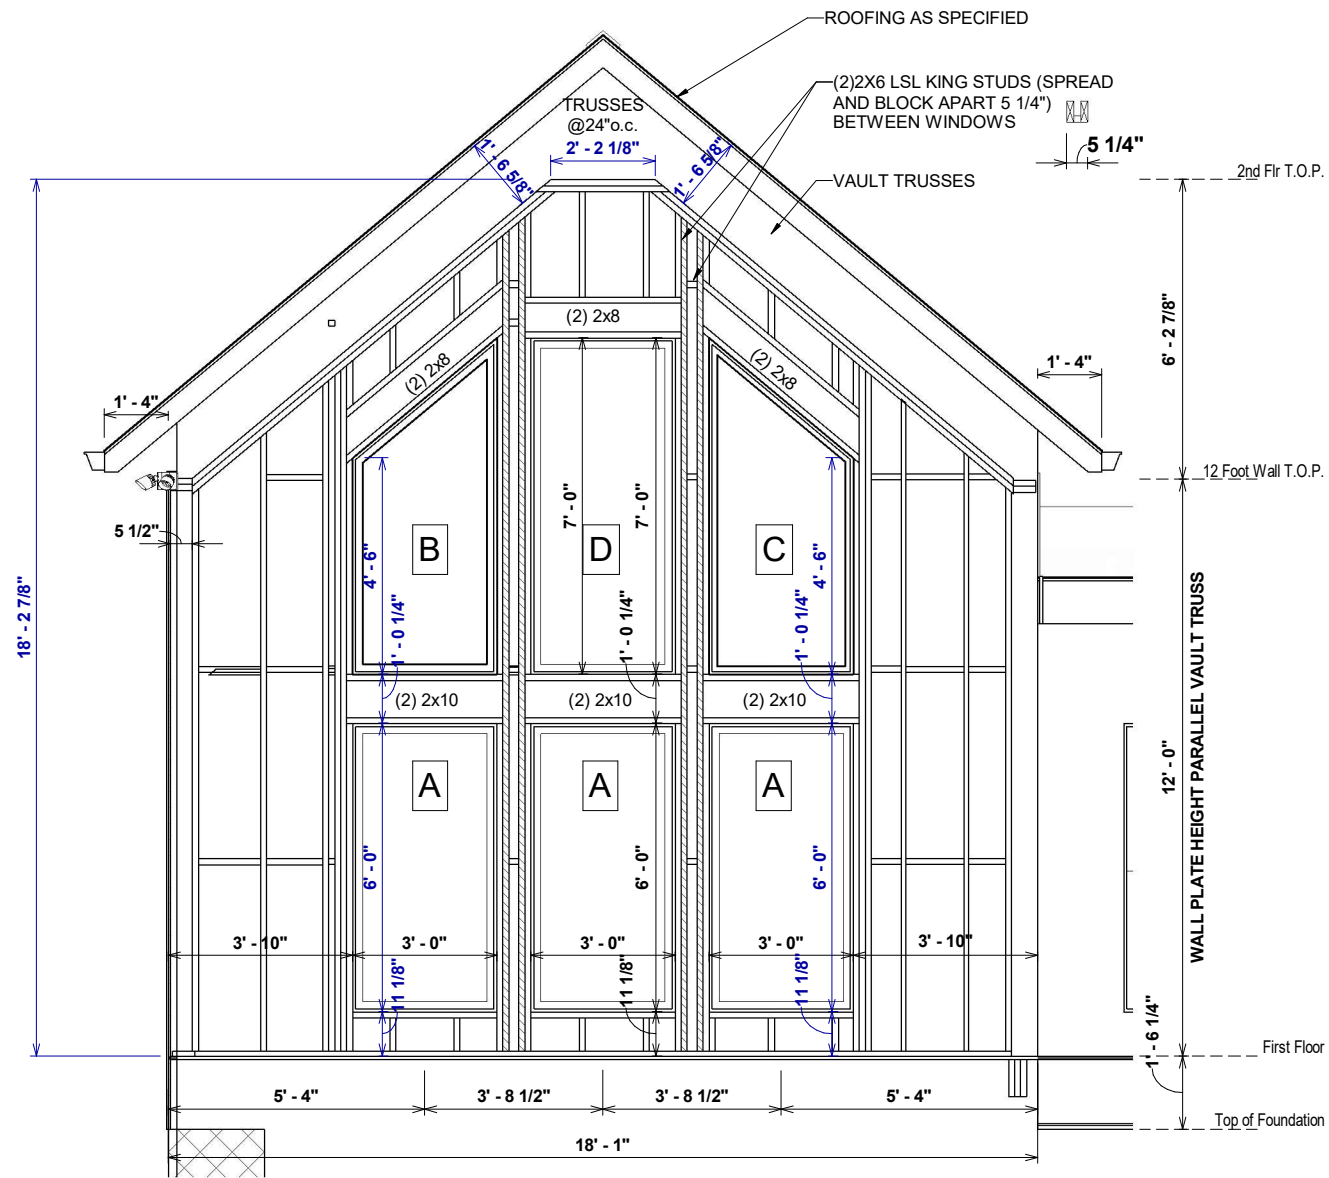 ROOFING AS SPECIFIED
(2)2X6 LSL KING STUDS (SPREAD
AND BLOCK APART 5 1/4")
BETWEEN WINDOWS
5 1/4"
TRUSSES
@24"o.c.
2' - 2 1/8"
1' - 6 5/8"
1' - 6 5/8"
VAULT TRUSSES
2nd Flr T.O.P.
6' - 2 7/8"
(2) 2x8
(2) 2x8
(2) 2x8
1' - 4"
1' - 4"
12 Foot Wall T.O.P.
5 1/2"
18' - 2 7/8"
B
D
C
4' - 6"
7' - 0"
7' - 0"
4' - 6"
1' - 0 1/4"
1' - 0 1/4"
1' - 0 1/4"
(2) 2x10
(2) 2x10
(2) 2x10
12' - 0"
WALL PLATE HEIGHT PARALLEL VAULT TRUSS
A
A
A
6' - 0"
6' - 0"
6' - 0"
3' - 10"
3' - 0"
3' - 0"
3' - 0"
3' - 10"
11 1/8"
11 1/8"
11 1/8"
1' - 6 1/4"
First Floor
5' - 4"
3' - 8 1/2"
3' - 8 1/2"
5' - 4"
Top of Foundation
18' - 1"